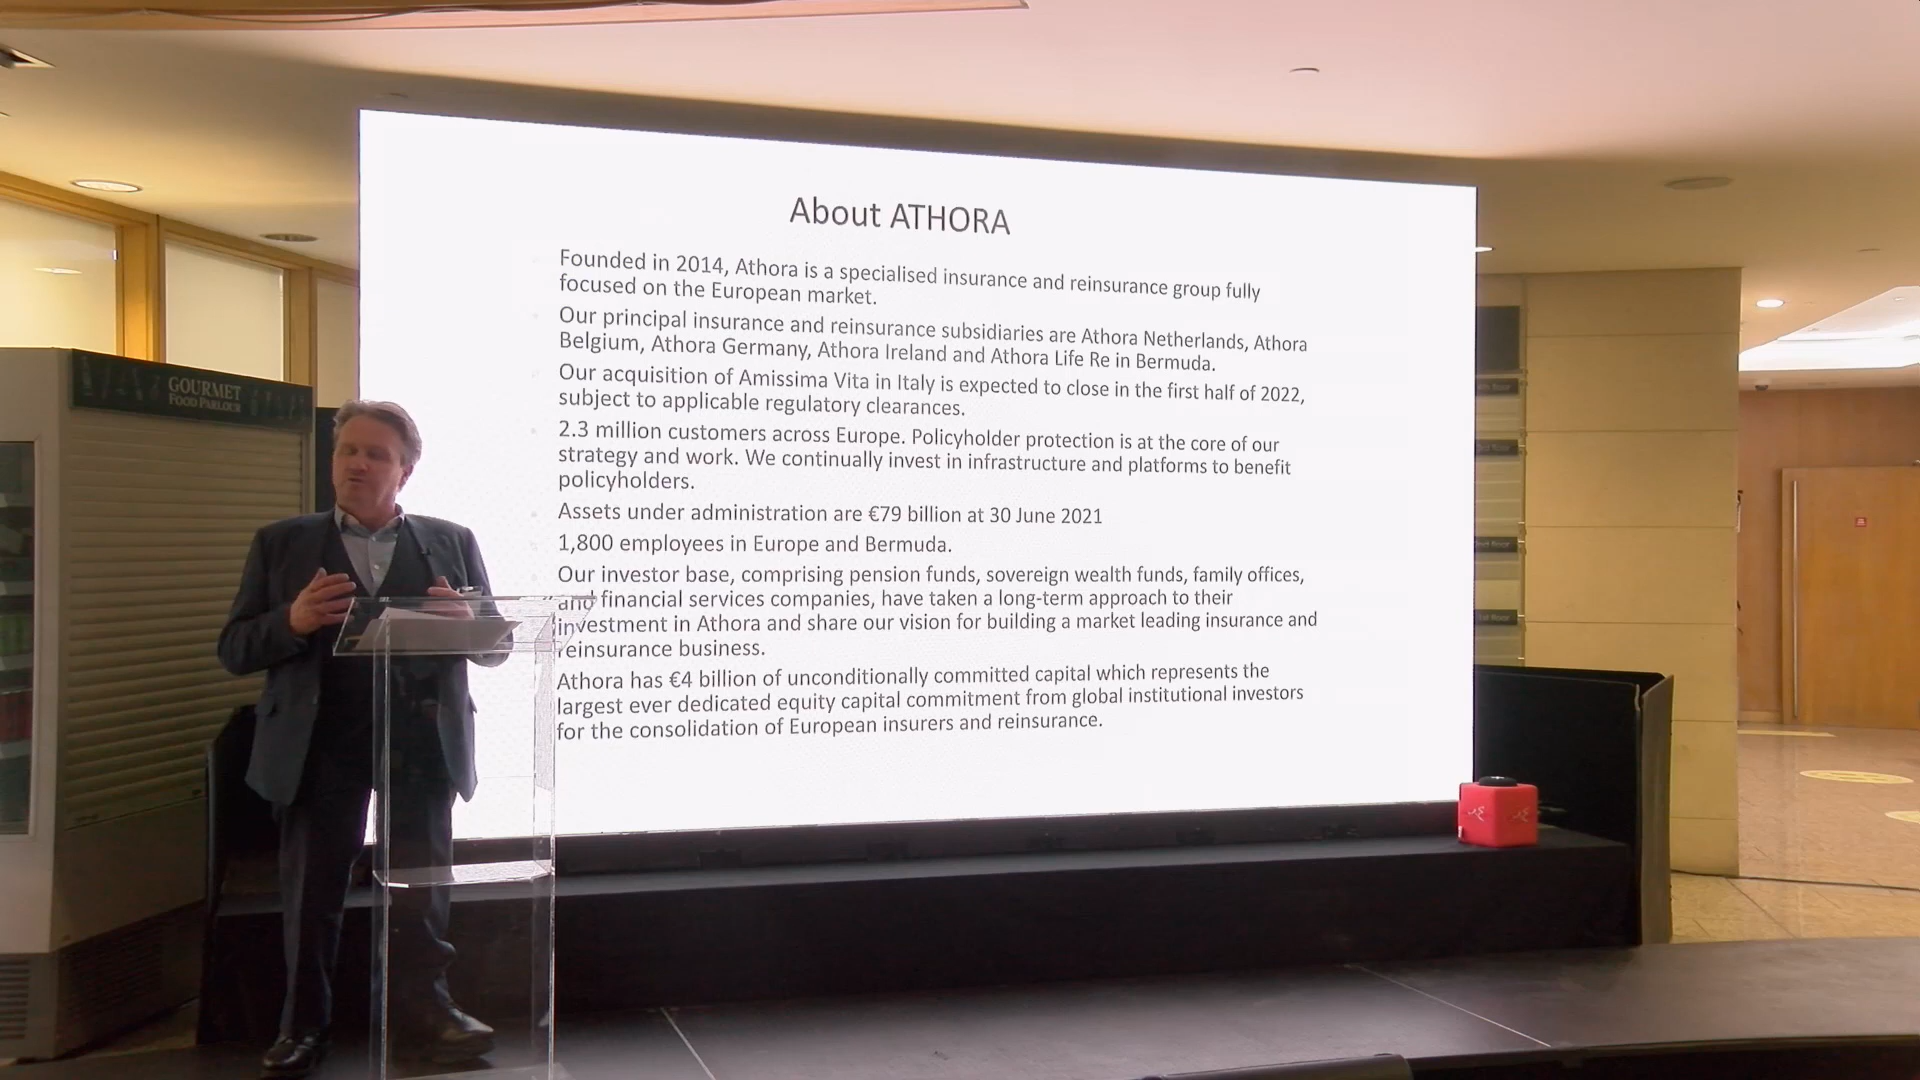 About ATHORA
Founded in 2014, Athora is a specialised insurance and reinsurance group fully
focused on the European market.
Our principal insurance and reinsurance subsidiaries are Athora Netherlands, Athora
Belgium, Athora Germany, Athora Ireland and Athora Life Re in Bermuda.
Our acquisition of Amissima Vita in Italy is expected to close in the first half of 2022,
subject to applicable regulatory clearances.
2.3 million customers across Europe. Policyholder protection is at the core of our
strategy and work. We continually invest in infrastructure and platforms to benefit
policyholders.
Assets under administration are €79 billion at 30 June 2021
1,800 employees in Europe and Bermuda.
Our investor base, comprising pension funds, sovereign wealth funds, family offices,
and financial services companies, have taken a long-term approach to their
investment in Athora and share our vision for building a market leading insurance and
reinsurance business.
Athora has €4 billion of unconditionally committed capital which represents the
largest ever dedicated equity capital commitment from global institutional investors
for the consolidation of European insurers and reinsurance.
GOURMET
FOOD PARLOUR